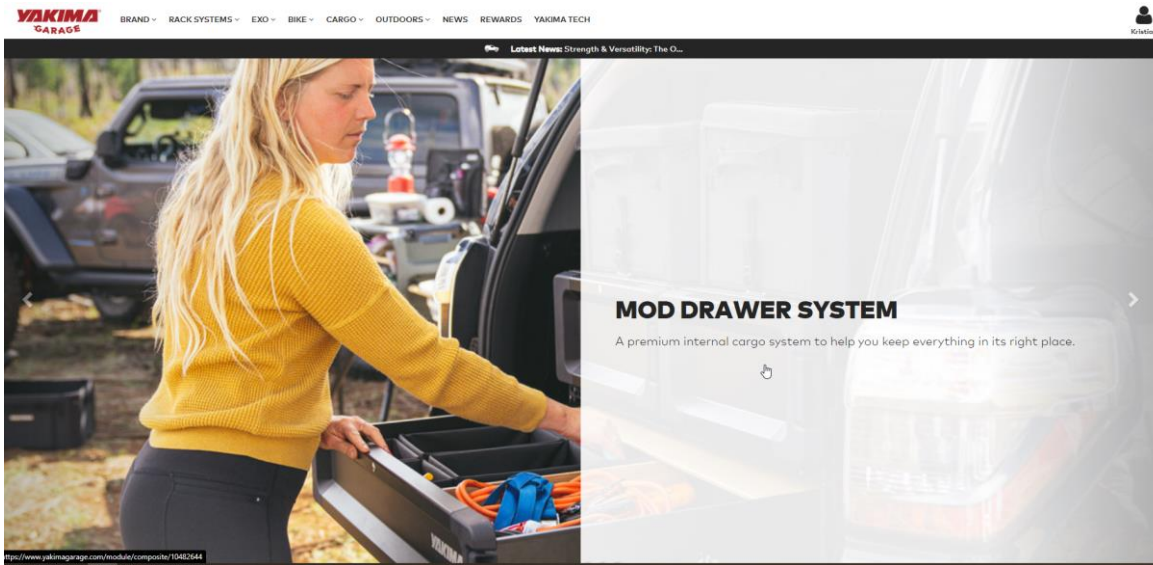 YAKIMA
GARAGE
BRAND RACK SYSTEMS EXO BIKE CARGO OUTDOORS NEWS REWARDS YAKIMA TECH
Latest News: Strength & Versatility: The O...
MOD DRAWER SYSTEM
A premium internal cargo system to help you keep everything in its right place.
YAKIMA
ttps://www.yakimagarage.com/module/composite/10482644